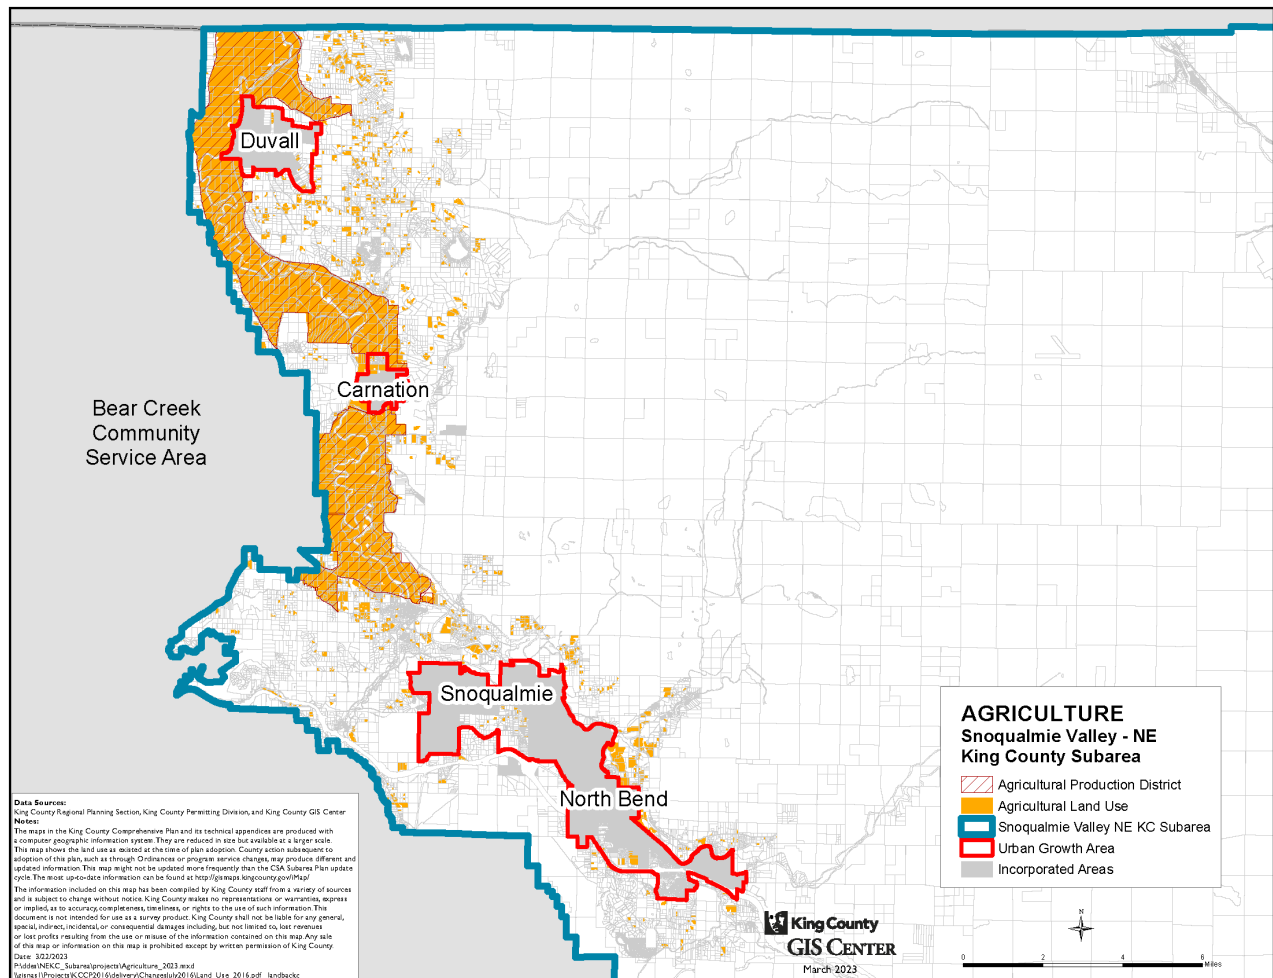 Duvall
Carnation
Bear Creek
Community
Service Area
Snoqualmie
North Bend
AGRICULTURE
Snoqualmie Valley - NE
King County Subarea
Agricultural Production District
Agricultural Land Use
Snoqualmie Valley NE KC Subarea
Urban Growth Area
Incorporated Areas
Data Sources:
King County Regional Planning Section, King County Permitting Division, and King County GIS Center
Notes:
The maps in the King County Comprehensive Plan and its technical appendices are produced with
a computer geographic information system. They are reduced in size but available at a larger scale.
This map shows the land use as existed at the time of plan adoption. County action subsequent to
adoption of this plan, such as through Ordinances or program service changes, may produce different and
updated information. This map might not be updated more frequently than the CSA Subarea Plan update
cycle. The most up-to-date information can be found at http://gismaps.kingcounty.gov/iMap/
The information included on this map has been compiled by King County staff from a variety of sources
and is subject to change without notice. King County makes no representations or warranties, express
or implied, as to accuracy, completeness, timeliness, or rights to the use of such information. This
document is not intended for use as a survey product. King County shall not be liable for any general,
special, indirect, incidental, or consequential damages including, but not limited to, lost revenues
or lost profits resulting from the use or misuse of the information contained on this map. Any sale
of this map or information on this map is prohibited except by written permission of King County.
Date: 3/22/2023
P:\ddes\NEKC_Subarea\projects\Agriculture_2023.mxd
\\gisnas1\Projects\KCCP2016\delivery\ChangesJuly2016\Land_Use_2016.pdf landbackc
King County
GIS CENTER
March 2023
N
0 2 4 6
Miles